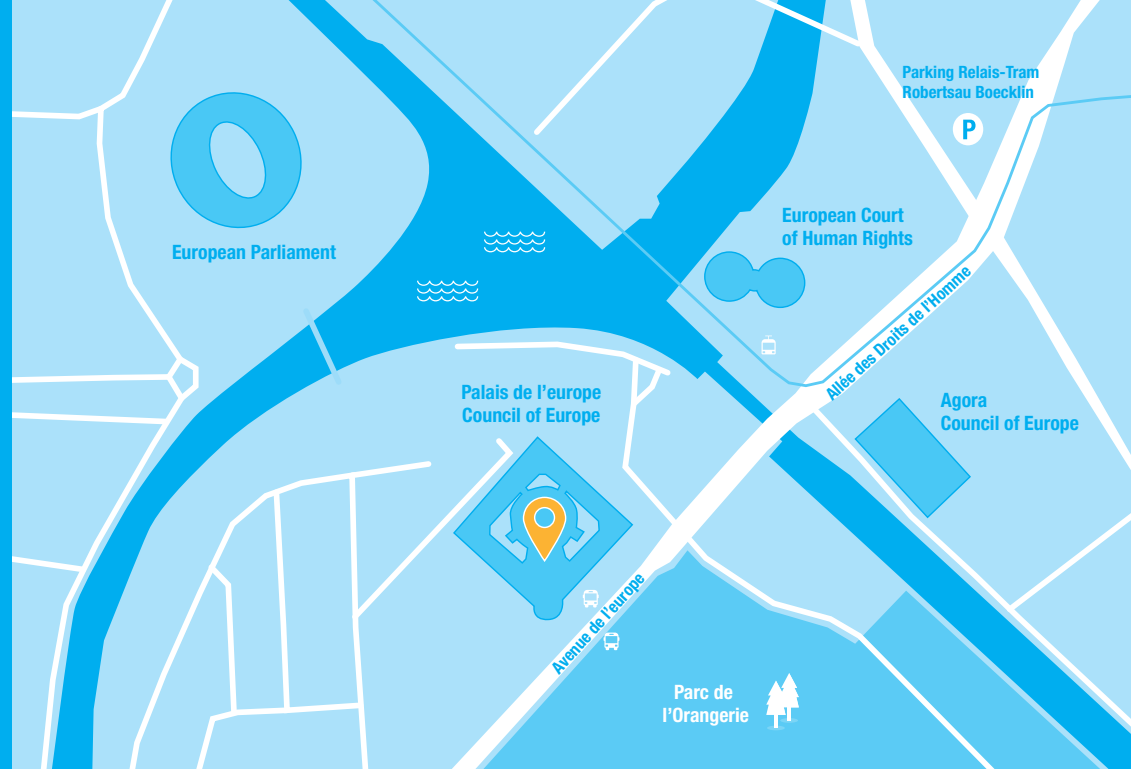 Parking Relais-Tram
Robertsau Boecklin
P
European Court
of Human Rights
European Parliament
Allée des Droits de l'Homme
Palais de l'europe
Council of Europe
Agora
Council of Europe
Avenue de l'europe
Parc de
l'Orangerie